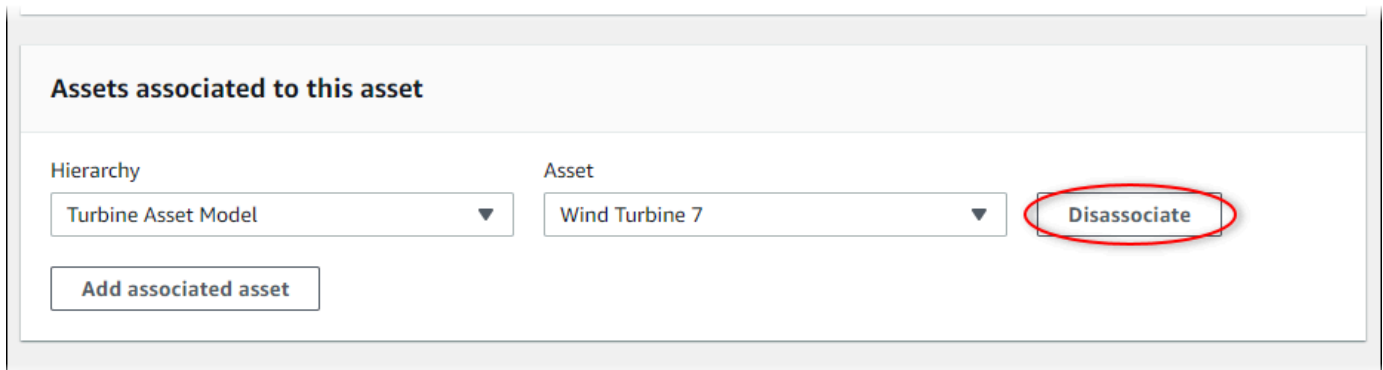 Assets associated to this asset
Hierarchy
Asset
Turbine Asset Model
Wind Turbine 7
Disassociate
Add associated asset